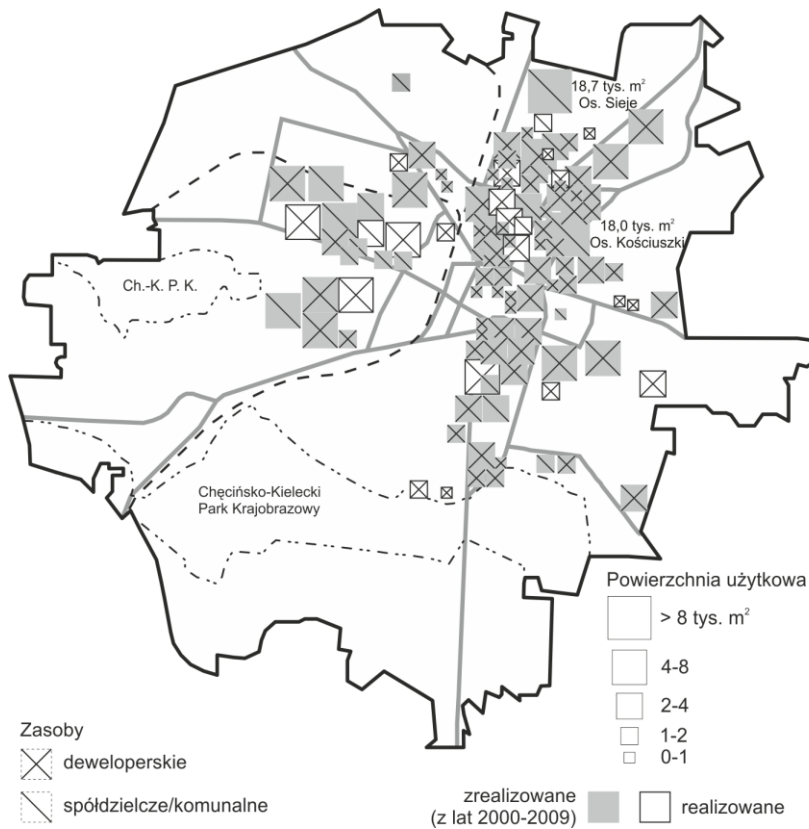 18,7 tys. m²
Os. Sieje
18,0 tys. m²
Os. Kościuszki
Ch.-K. P. K.
Chęcińsko-Kielecki
Park Krajobrazowy
Powierzchnia użytkowa
> 8 tys. m²
4-8
2-4
1-2
0-1
Zasoby
deweloperskie
spółdzielcze/komunalne
zrealizowane
(z lat 2000-2009)
realizowane